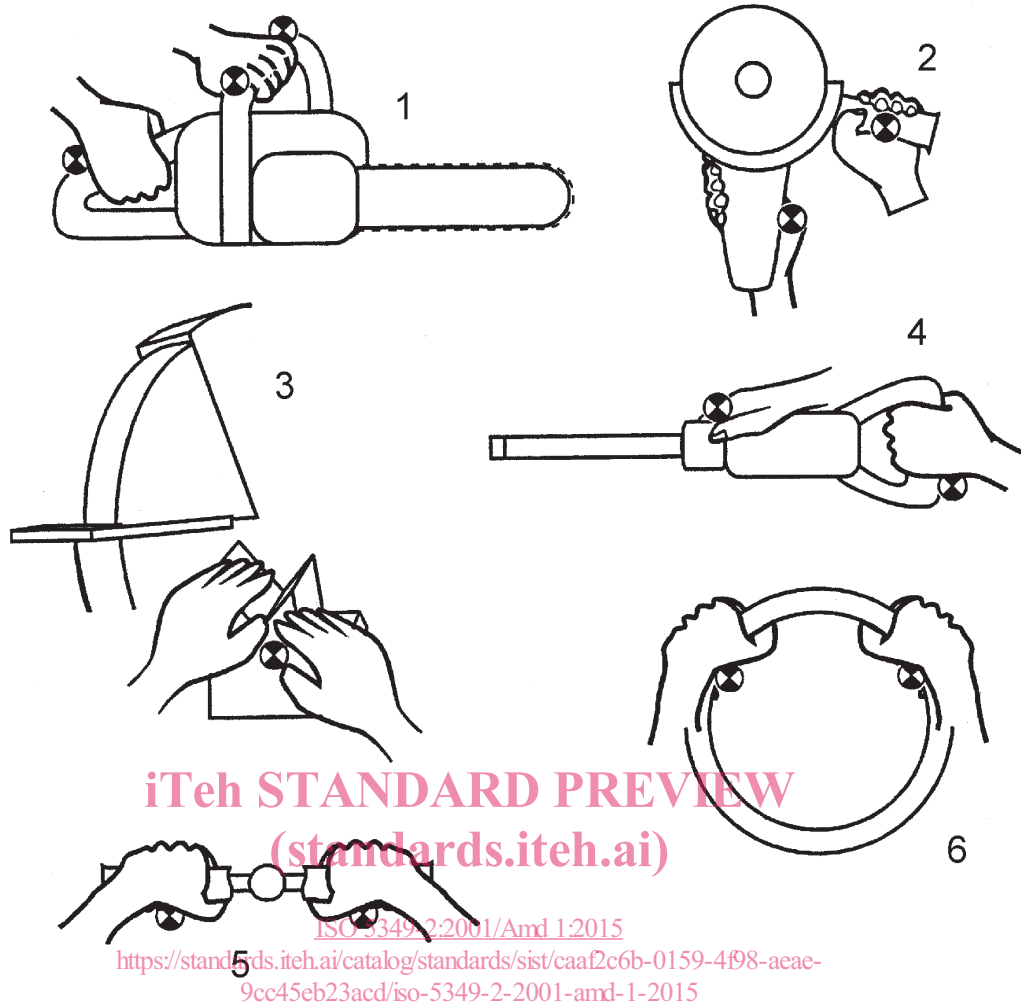 1
2
3
4
iTeh STANDARD PREVIEW
(standards.iteh.ai)
6
ISO 5349-2:2001/Amd 1:2015
5
https://standards.iteh.ai/catalog/standards/sist/caaf2c6b-0159-4f98-aeae-
9cc45eb23acd/iso-5349-2-2001-amd-1-2015